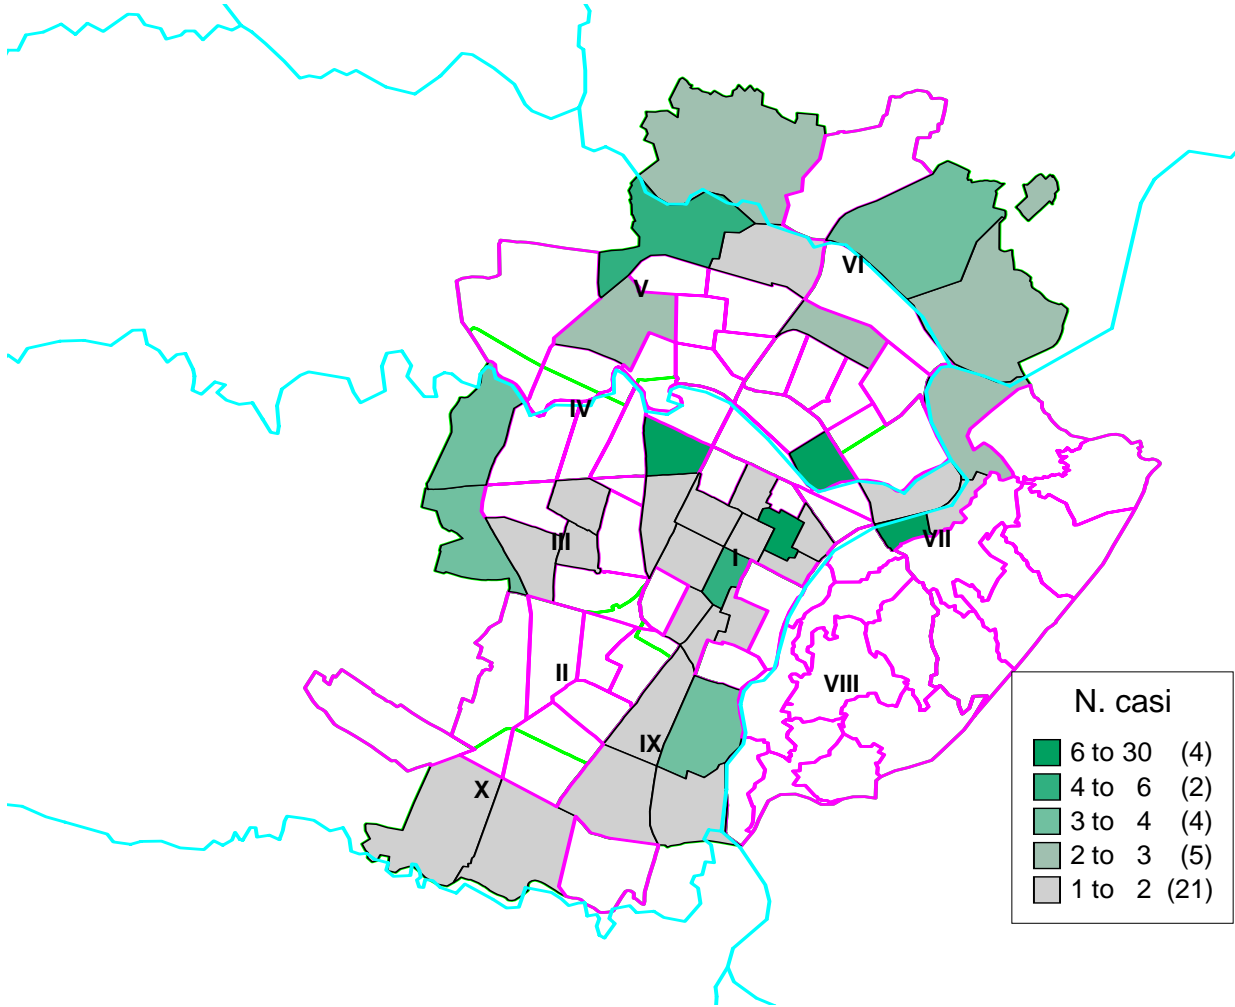 VI
V
IV
III
I
VII
II
VIII
IX
X
N. casi
6 to 30 (4)
4 to 6 (2)
3 to 4 (4)
2 to 3 (5)
1 to 2 (21)